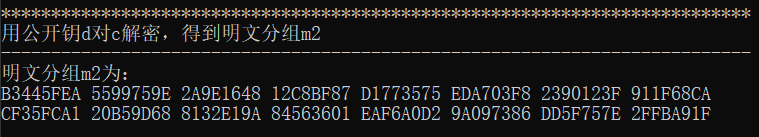 ***************************************************************************
用公开钥d对c解密，得到明文分组m2
---------------------------------------------------------------------------
明文分组m2为：
B3445FEA 5599759E 2A9E1648 12C8BF87 D1773575 EDA703F8 2390123F 911F68CA
CF35FCA1 20B59D68 8132E19A 84563601 EAF6A0D2 9A097386 DD5F757E 2FFBA91F